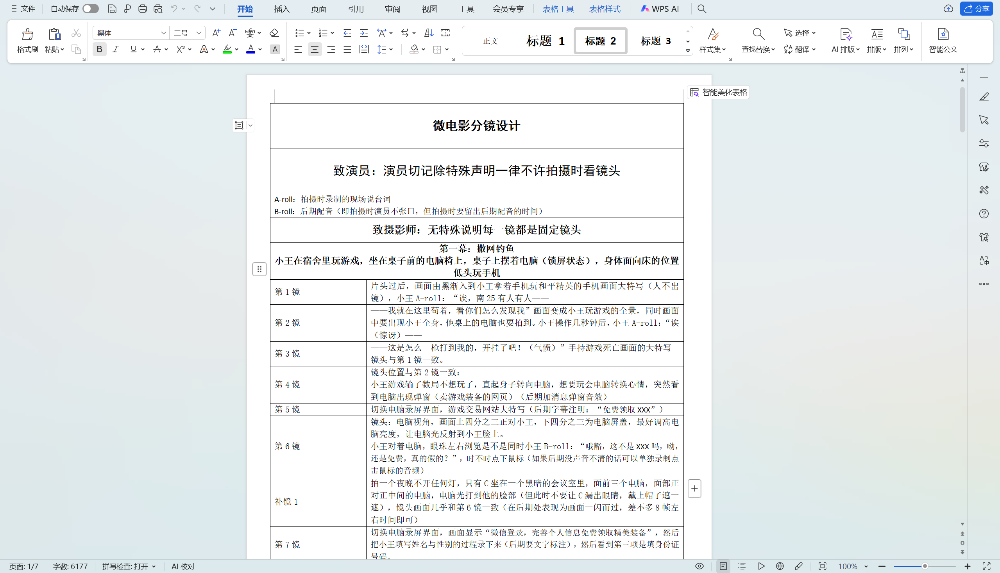 文件 自动保存 开始 插入 页面 引用 审阅 视图 工具 会员专享 表格工具 表格样式 WPS AI 分享
格式刷 粘贴 黑体 三号 正文 标题 1 标题 2 标题 3 样式集 查找替换 选择 翻译 AI 排版 排版 排列 智能公文
智能美化表格
微电影分镜设计
致演员：演员切记除特殊声明一律不许拍摄时看镜头
A-roll：拍摄时录制的现场说台词
B-roll：后期配音（即拍摄时演员不张口，但拍摄时要留出后期配音的时间）
致摄影师：无特殊说明每一镜都是固定镜头
第一幕：撒网钓鱼
小王在宿舍里玩游戏，坐在桌子前的电脑椅上，桌子上摆着电脑（锁屏状态），身体面向床的位置
低头玩手机
第 1 镜
片头过后，画面由黑渐入到小王拿着手机玩和平精英的手机画面大特写（人不出
镜），小王 A-roll：“诶，南 25 有人有人——
第 2 镜
——我就在这里苟着，看你们怎么发现我”画面变成小王玩游戏的全景，同时画面
中要出现小王全身，他桌上的电脑也要拍到。小王操作几秒钟后，小王 A-roll：“诶
（惊讶）——
第 3 镜
——这是怎么一枪打到我的，开挂了吧！（气愤）”手持游戏死亡画面的大特写
镜头与第 1 镜一致。
第 4 镜
镜头位置与第 2 镜一致：
小王游戏输了数局不想玩了，直起身子转向电脑，想要玩会电脑转换心情，突然看
到电脑出现弹窗（卖游戏装备的网页）（后期加消息弹窗音效）
第 5 镜
切换电脑录屏界面，游戏交易网站大特写（后期字幕注明：“免费领取 XXX”）
第 6 镜
镜头：电脑视角，画面上四分之三正对小王，下四分之三为电脑屏盖，最好调高电
脑亮度，让电脑光反射到小王脸上。
小王对着电脑，眼珠左右浏览是不是同时小王 B-roll：“哦豁，这不是 XXX 吗，呦，
还是免费，真的假的？”，时不时点下鼠标（如果后期没声音不清的话可以单独录制点
击鼠标的音频）
补镜 1
拍一个夜晚不开任何灯，只有 C 坐在一个黑暗的会议室里，面前三个电脑，面部正
对正中间的电脑，电脑光打到他的脸部（但此时不要让 C 漏出眼睛，戴上帽子遮一
遮），镜头画面几乎和第 6 镜一致（在后期处表现为画面一闪而过，差不多 8 帧左
右时间即可）
第 7 镜
切换电脑录屏界面，画面显示“微信登录，完善个人信息免费领取精美装备”，然后
把小王填写姓名与性别的过程录下来（后期要文字标注），然后看到第三项是填身份证
号码。
页面: 1/7 字数: 6177 拼写检查: 打开 AI 校对 100%